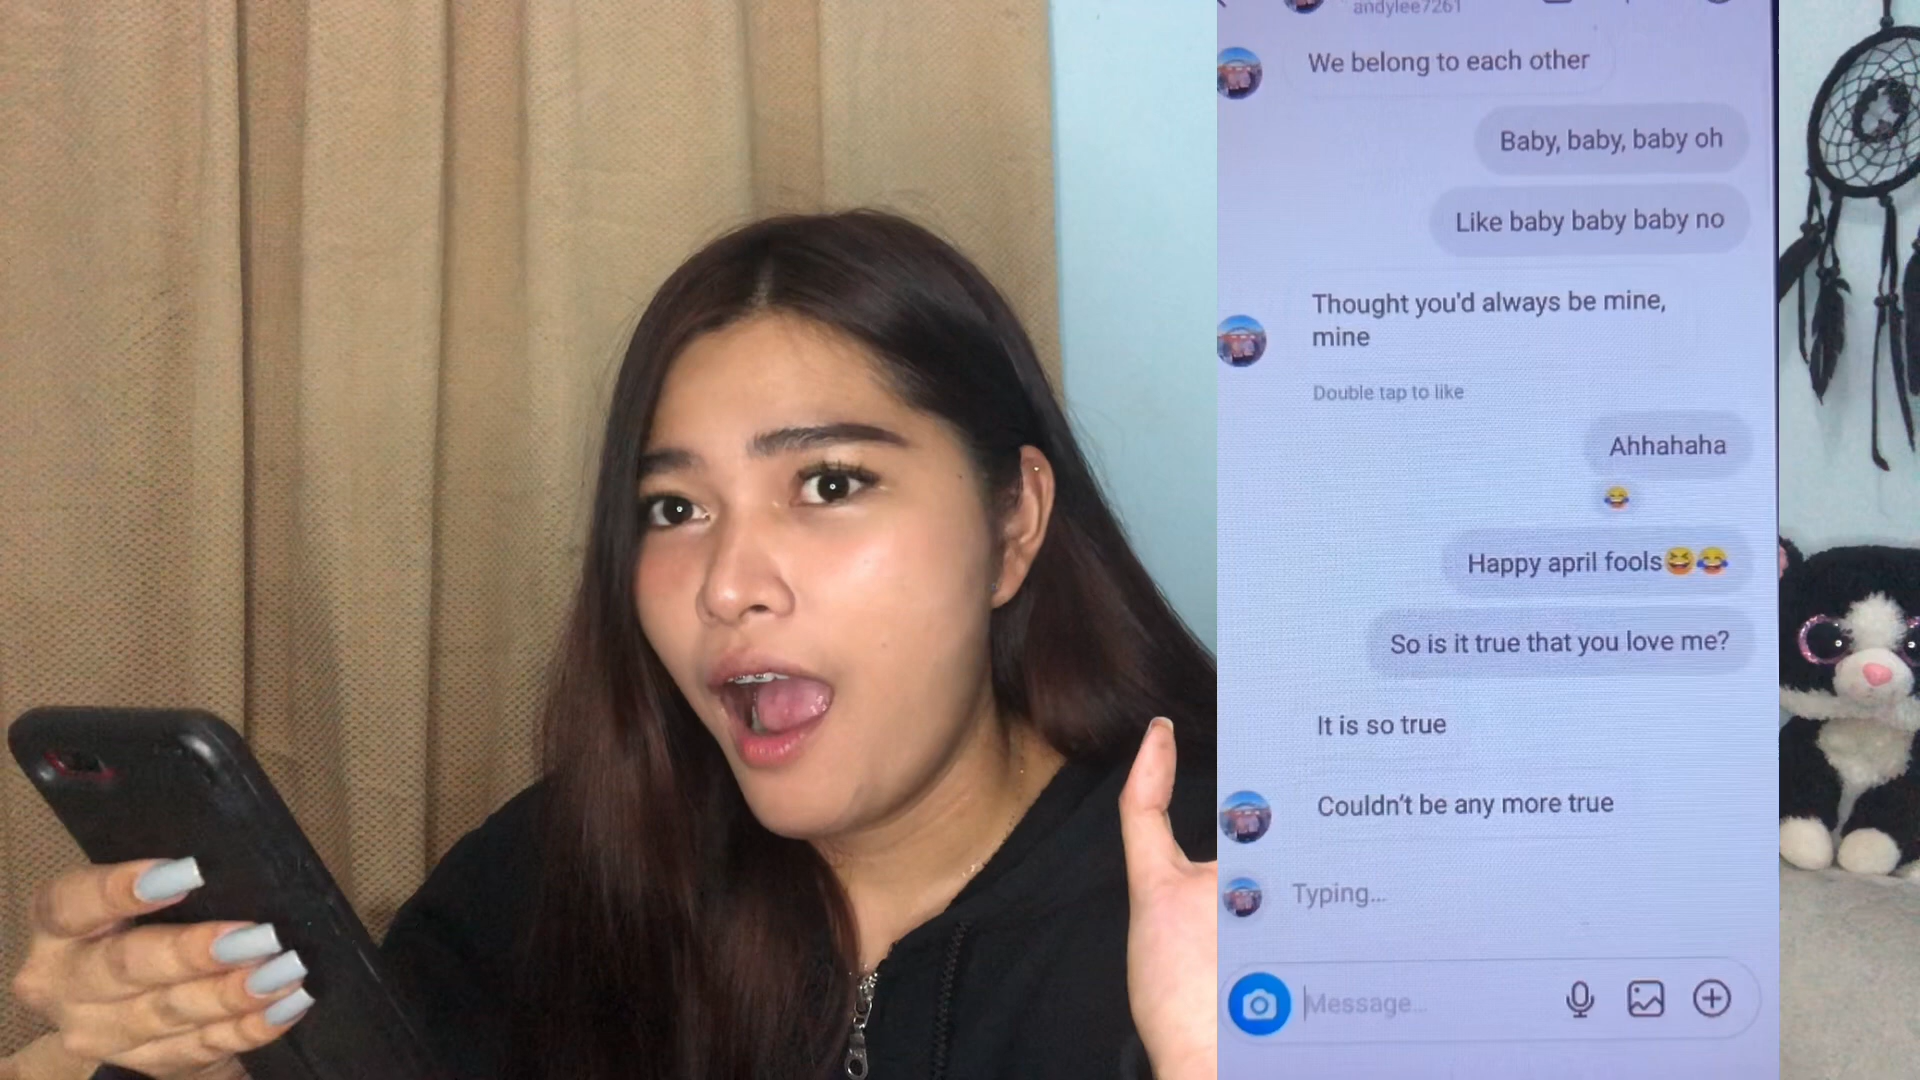 andylee7261
We belong to each other
Baby, baby, baby oh
Like baby baby baby no
Thought you'd always be mine,
mine
Double tap to like
Ahhahaha
😂
Happy april fools😆😂
So is it true that you love me?
It is so true
Couldn't be any more true
Typing...
Message...